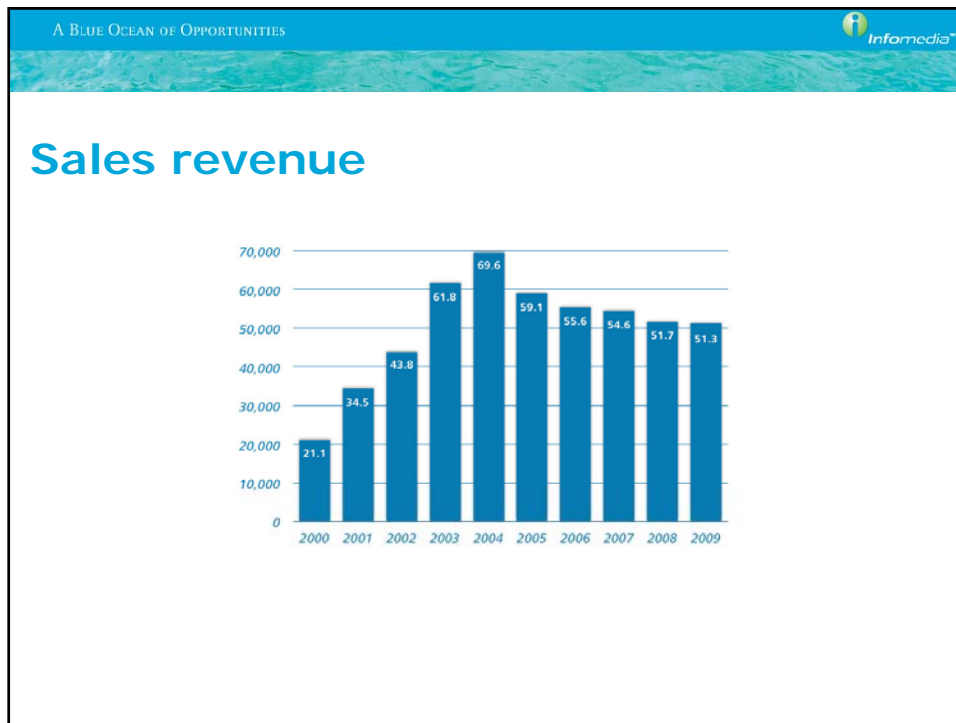 A BLUE OCEAN OF OPPORTUNITIES
i Infomedia™
Sales revenue
70,000
60,000
50,000
40,000
30,000
20,000
10,000
0
21.1 34.5 43.8 61.8 69.6 59.1 55.6 54.6 51.7 51.3
2000 2001 2002 2003 2004 2005 2006 2007 2008 2009